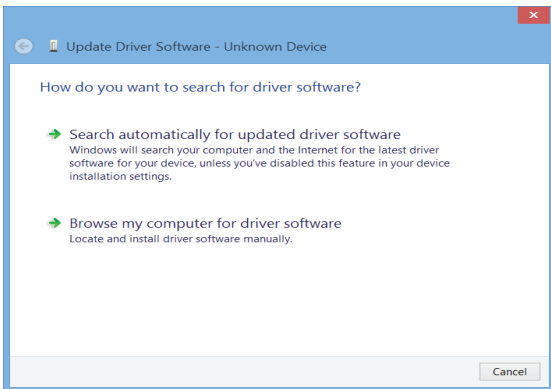 Update Driver Software - Unknown Device
How do you want to search for driver software?
Search automatically for updated driver software
Windows will search your computer and the Internet for the latest driver
software for your device, unless you've disabled this feature in your device
installation settings.
Browse my computer for driver software
Locate and install driver software manually.
Cancel